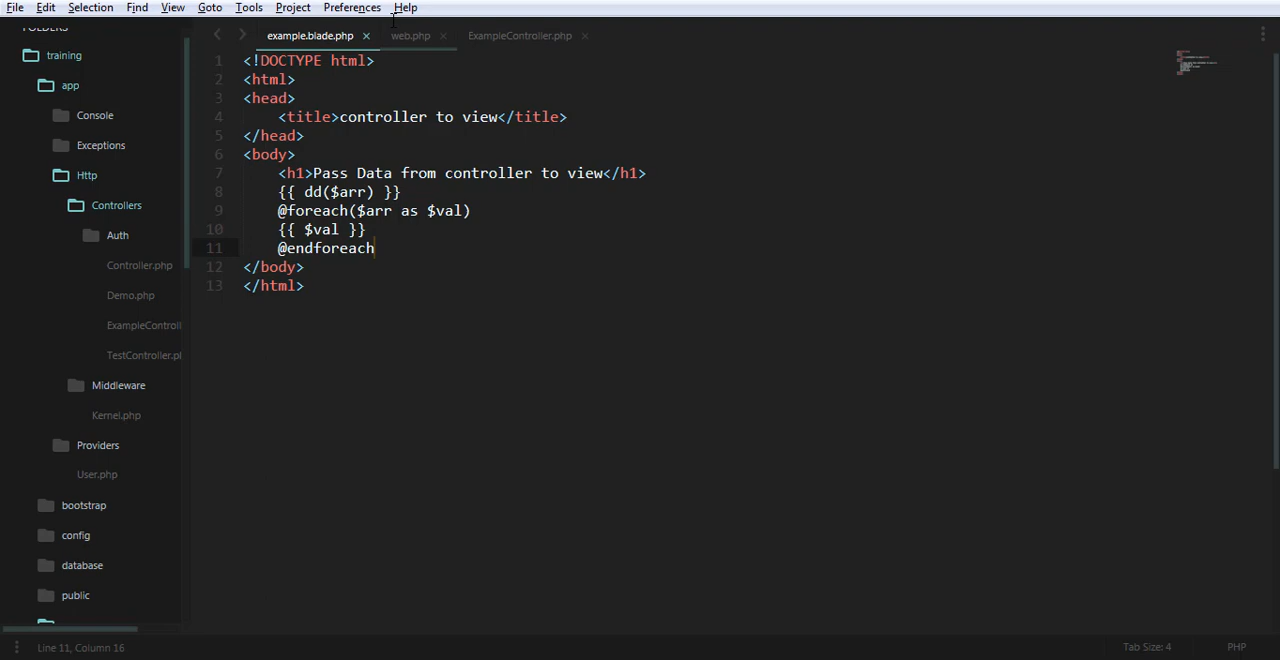 File Edit Selection Find View Goto Tools Project Preferences Help
FOLDERS
training
app
Console
Exceptions
Http
Controllers
Auth
Controller.php
Demo.php
ExampleControll
TestController.pl
Middleware
Kernel.php
Providers
User.php
bootstrap
config
database
public
example.blade.php × web.php × ExampleController.php ×
1 <!DOCTYPE html>
2 <html>
3 <head>
4 <title>controller to view</title>
5 </head>
6 <body>
7 <h1>Pass Data from controller to view</h1>
8 {{ dd($arr) }}
9 @foreach($arr as $val)
10 {{ $val }}
11 @endforeach
12 </body>
13 </html>
Line 11, Column 16
Tab Size: 4 PHP